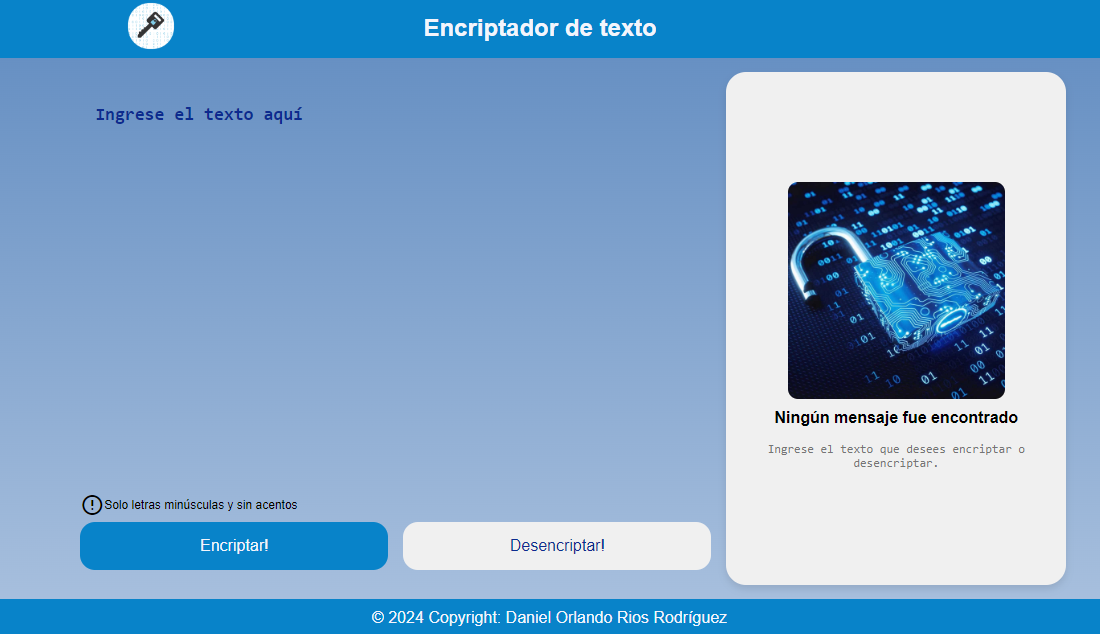 Encriptador de texto
Ingrese el texto aquí
Solo letras minúsculas y sin acentos
Encriptar!
Desencriptar!
Ningún mensaje fue encontrado
Ingrese el texto que desees encriptar o
desencriptar.
© 2024 Copyright: Daniel Orlando Rios Rodríguez